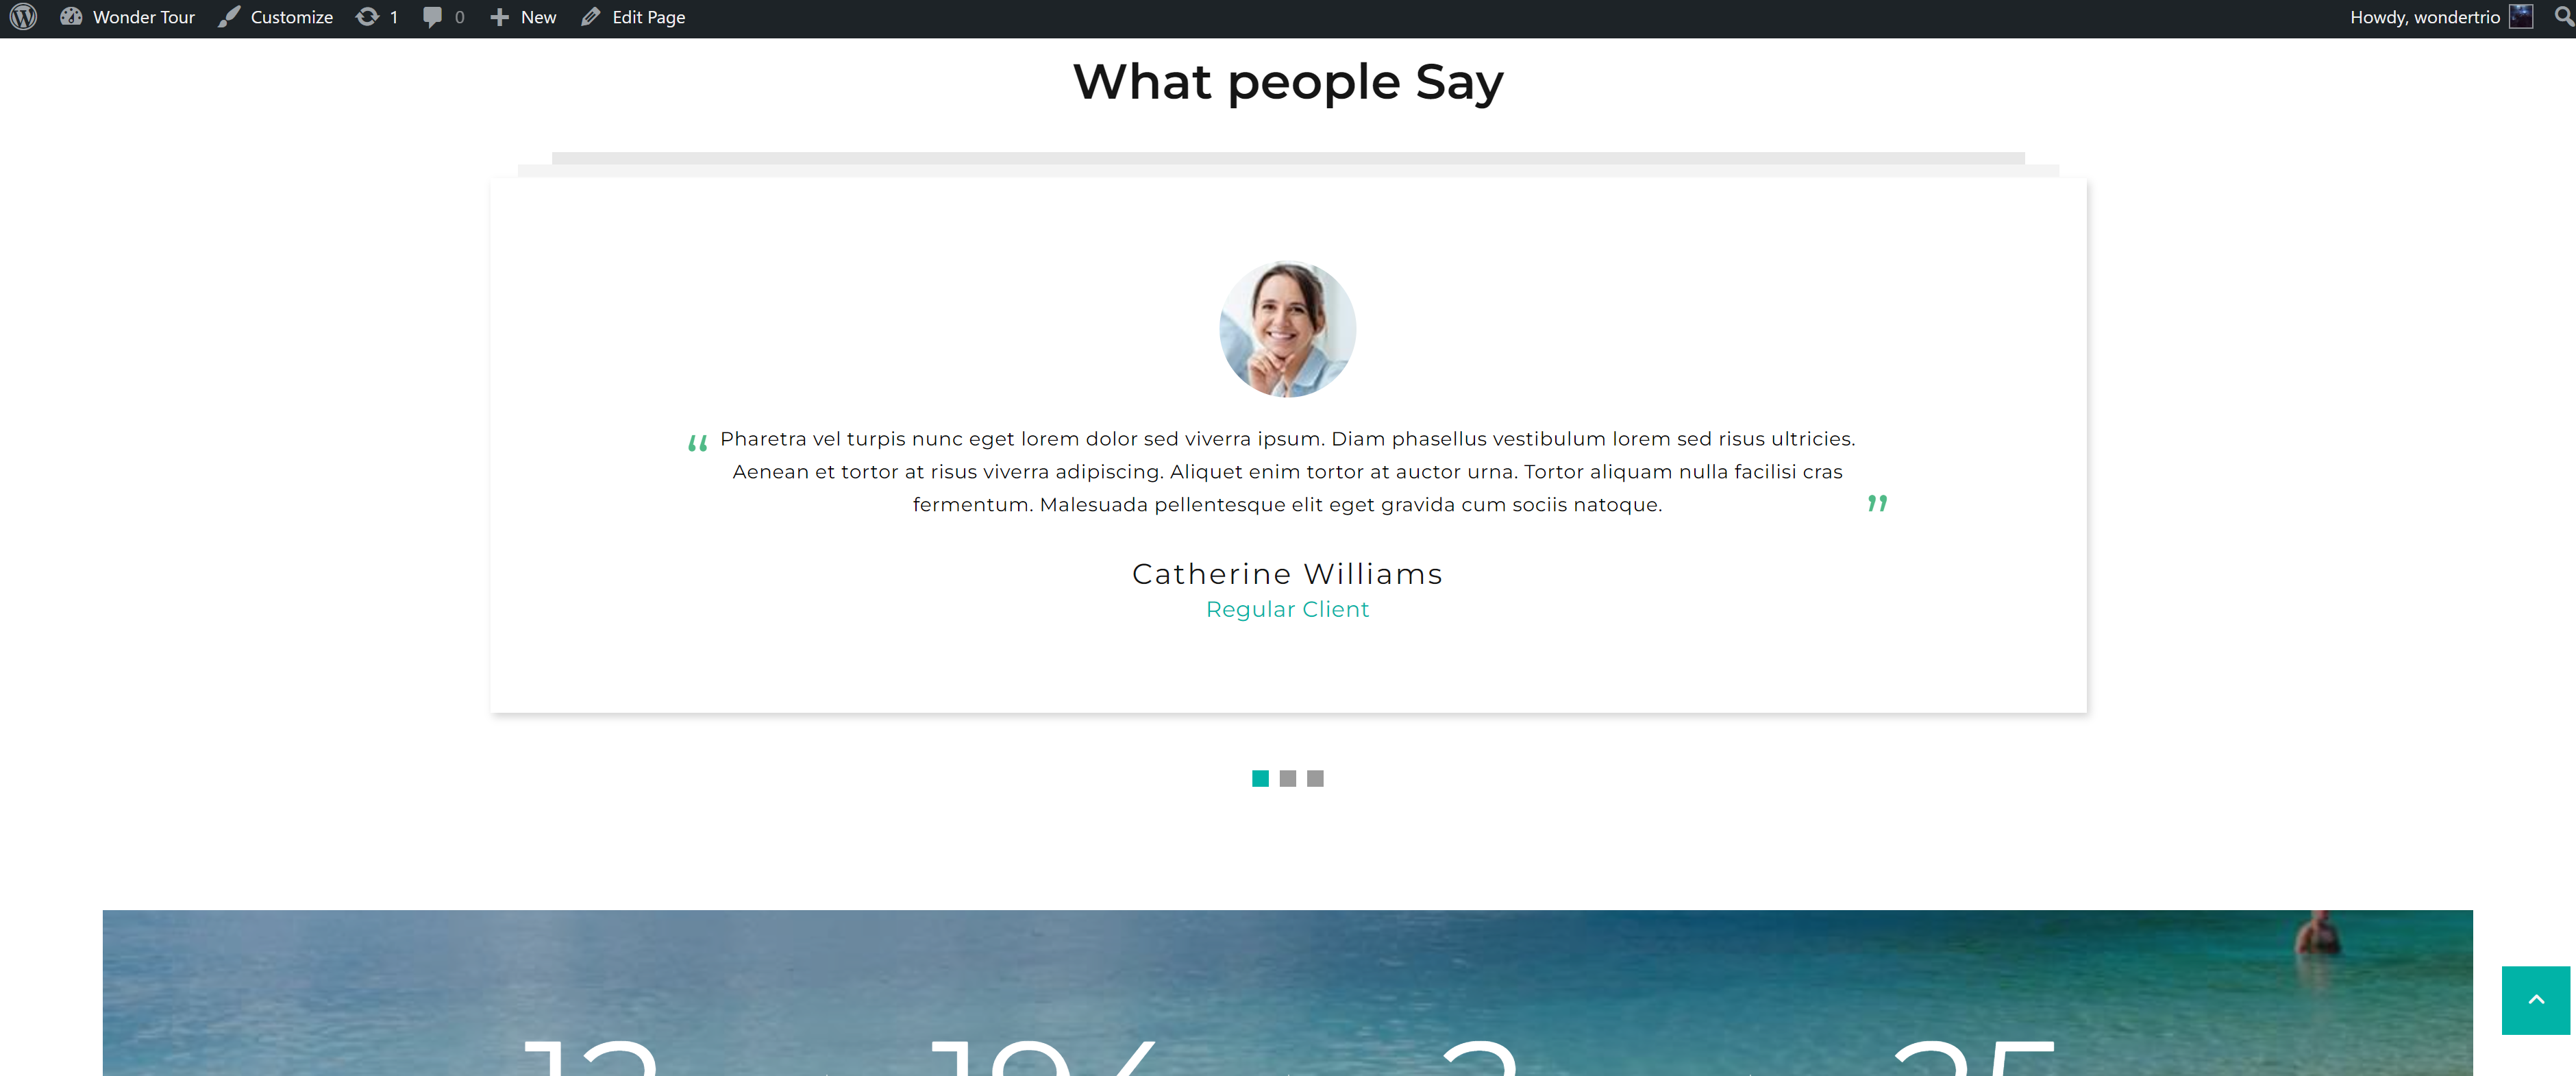 Wonder Tour Customize 1 0 New Edit Page Howdy, wondertrio
What people Say
“ Pharetra vel turpis nunc eget lorem dolor sed viverra ipsum. Diam phasellus vestibulum lorem sed risus ultricies.
Aenean et tortor at risus viverra adipiscing. Aliquet enim tortor at auctor urna. Tortor aliquam nulla facilisi cras
fermentum. Malesuada pellentesque elit eget gravida cum sociis natoque. ”
Catherine Williams
Regular Client